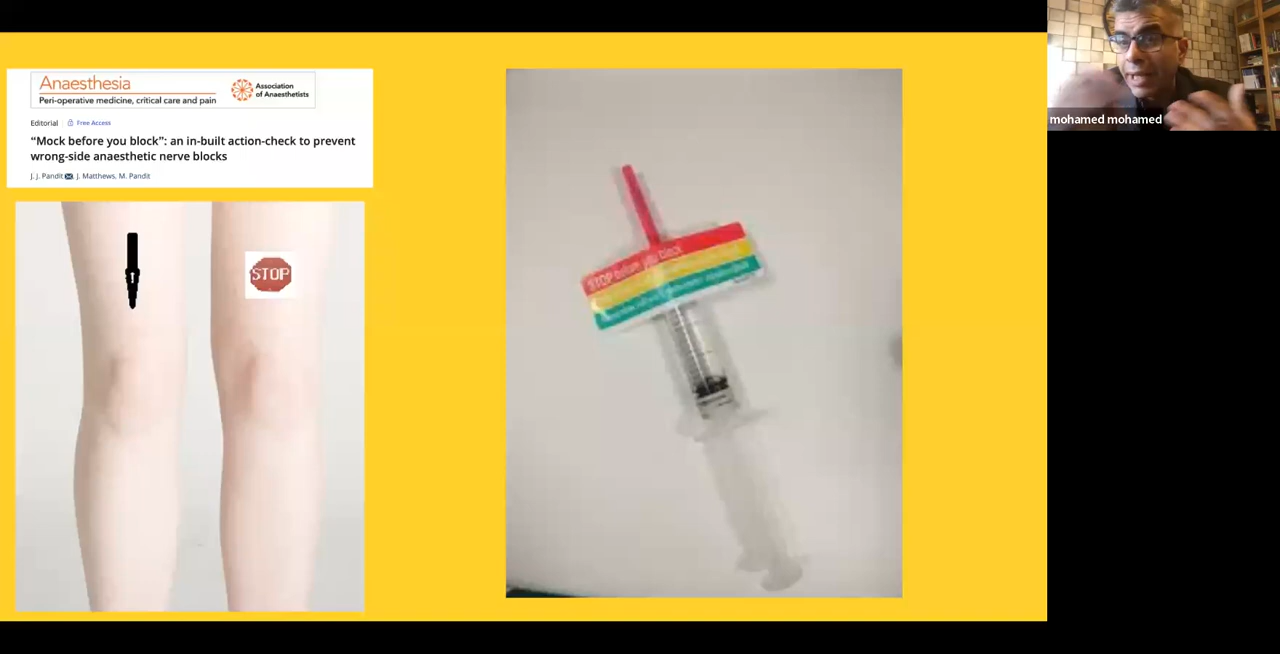 Anaesthesia
Peri-operative medicine, critical care and pain
Association
of Anaesthetists
Editorial Free Access
“Mock before you block”: an in-built action-check to prevent
wrong-side anaesthetic nerve blocks
J. J. Pandit, J. Matthews, M. Pandit
STOP
STOP before you block
mohamed mohamed